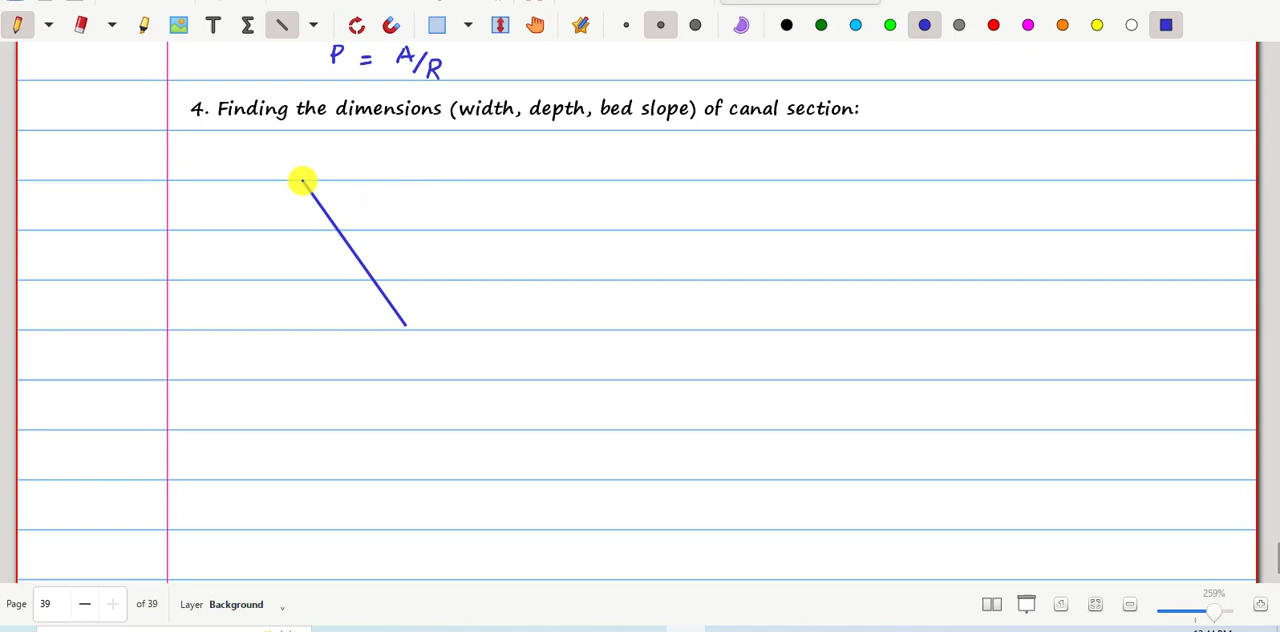 P = A/R
4. Finding the dimensions (width, depth, bed slope) of canal section:
Page 39 of 39 Layer Background
259%